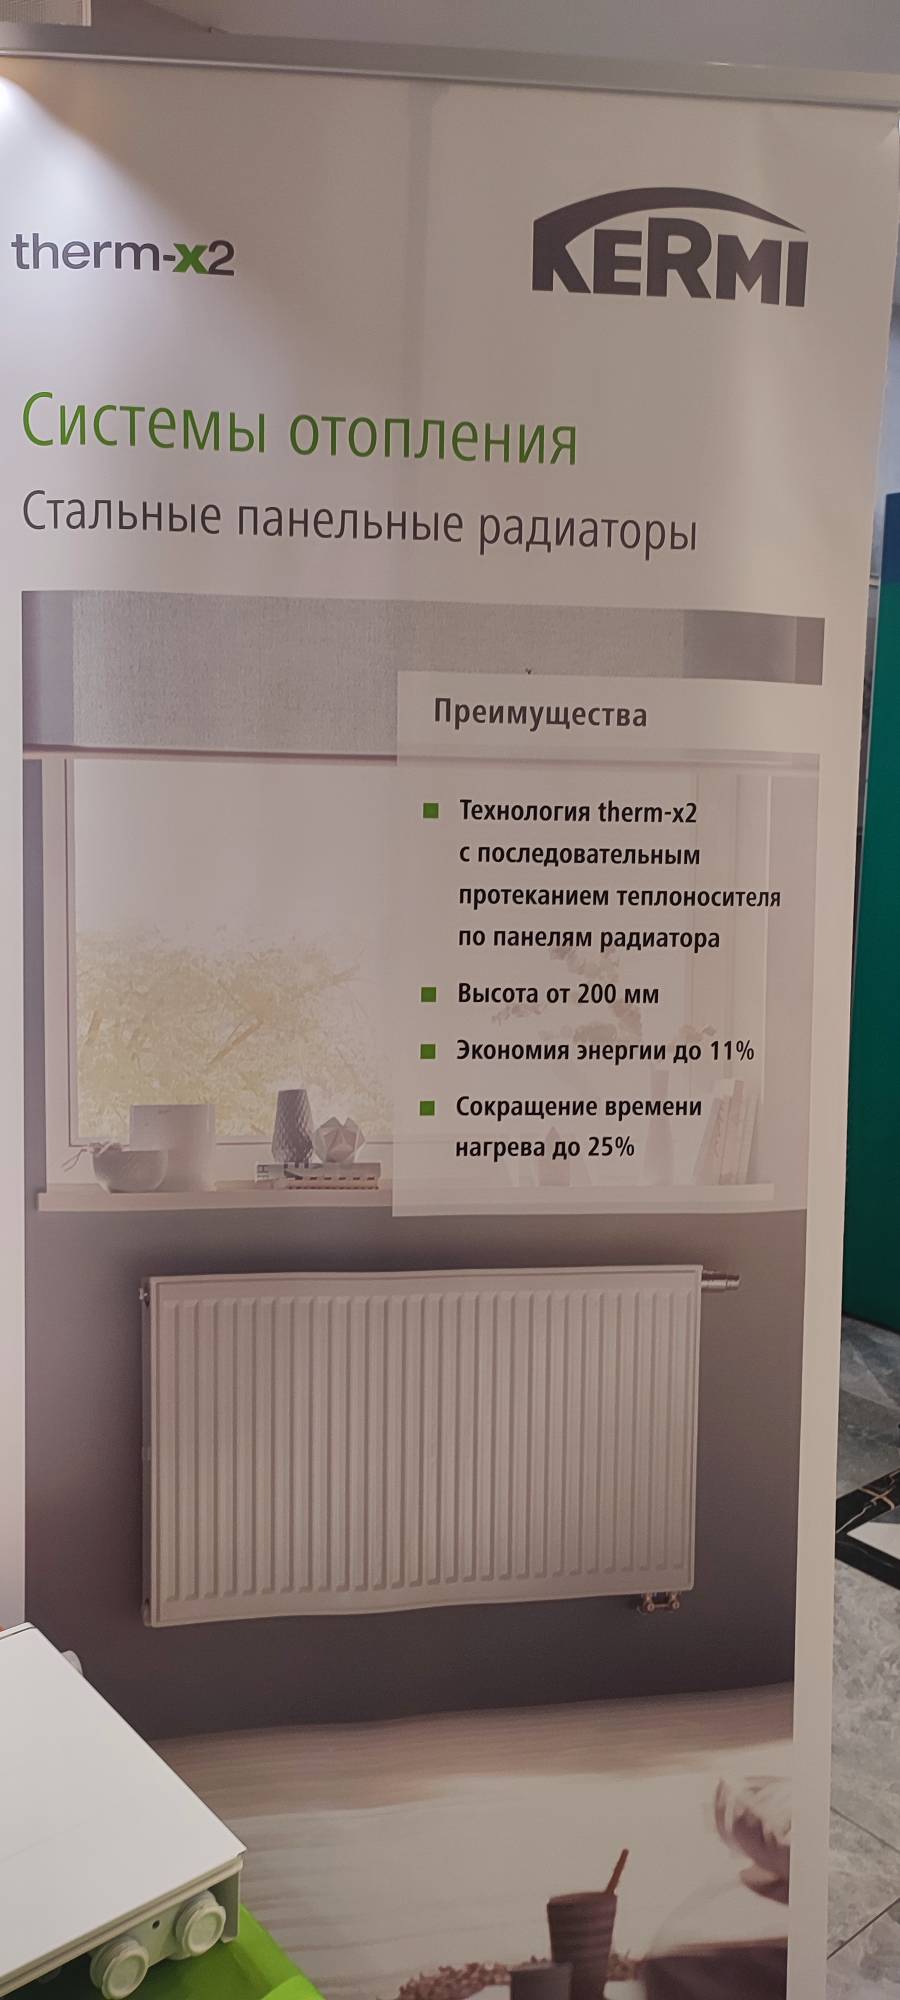 therm-x2
KERMI
Системы отопления
Стальные панельные радиаторы
Преимущества
Технология therm-x2
с последовательным
протеканием теплоносителя
по панелям радиатора
Высота от 200 мм
Экономия энергии до 11%
Сокращение времени
нагрева до 25%